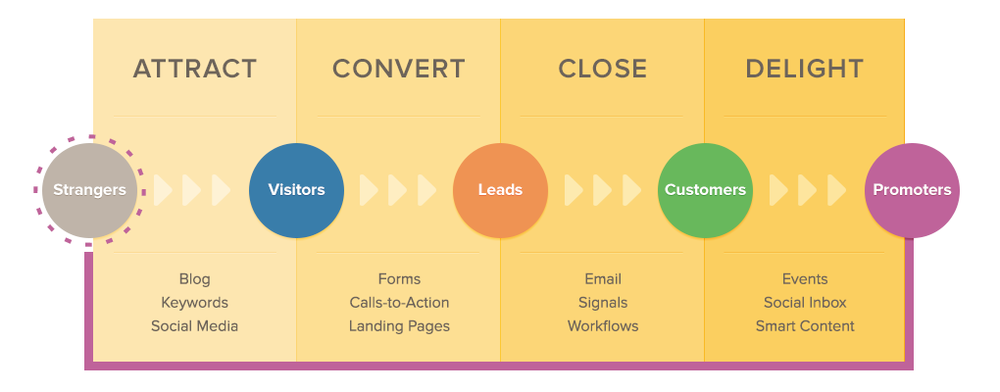 ATTRACT
CONVERT
CLOSE
DELIGHT
Strangers
Visitors
Leads
Customers
Promoters
Blog
Keywords
Social Media
Forms
Calls-to-Action
Landing Pages
Email
Signals
Workflows
Events
Social Inbox
Smart Content